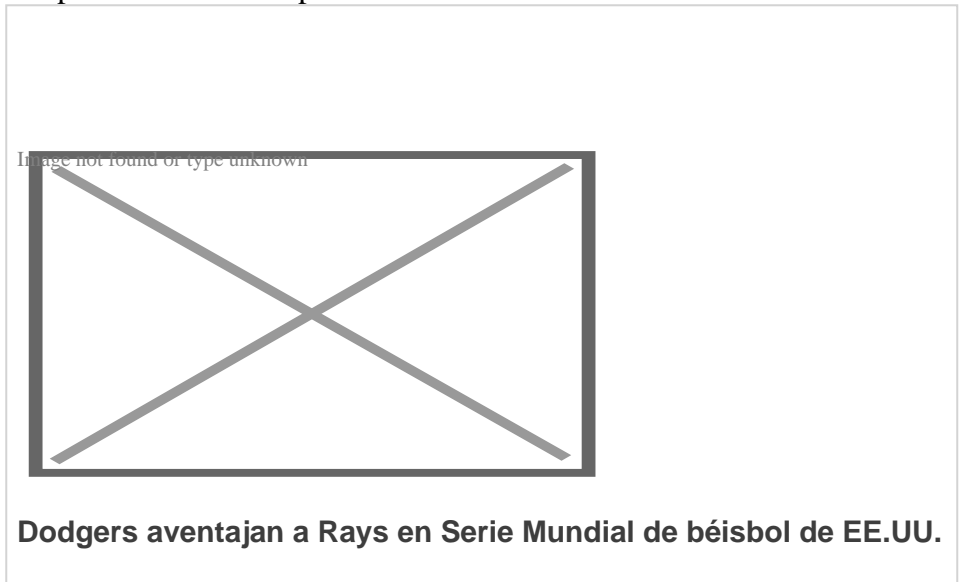 Image not found or type unknown
Dodgers aventajan a Rays en Serie Mundial de béisbol de EE.UU.